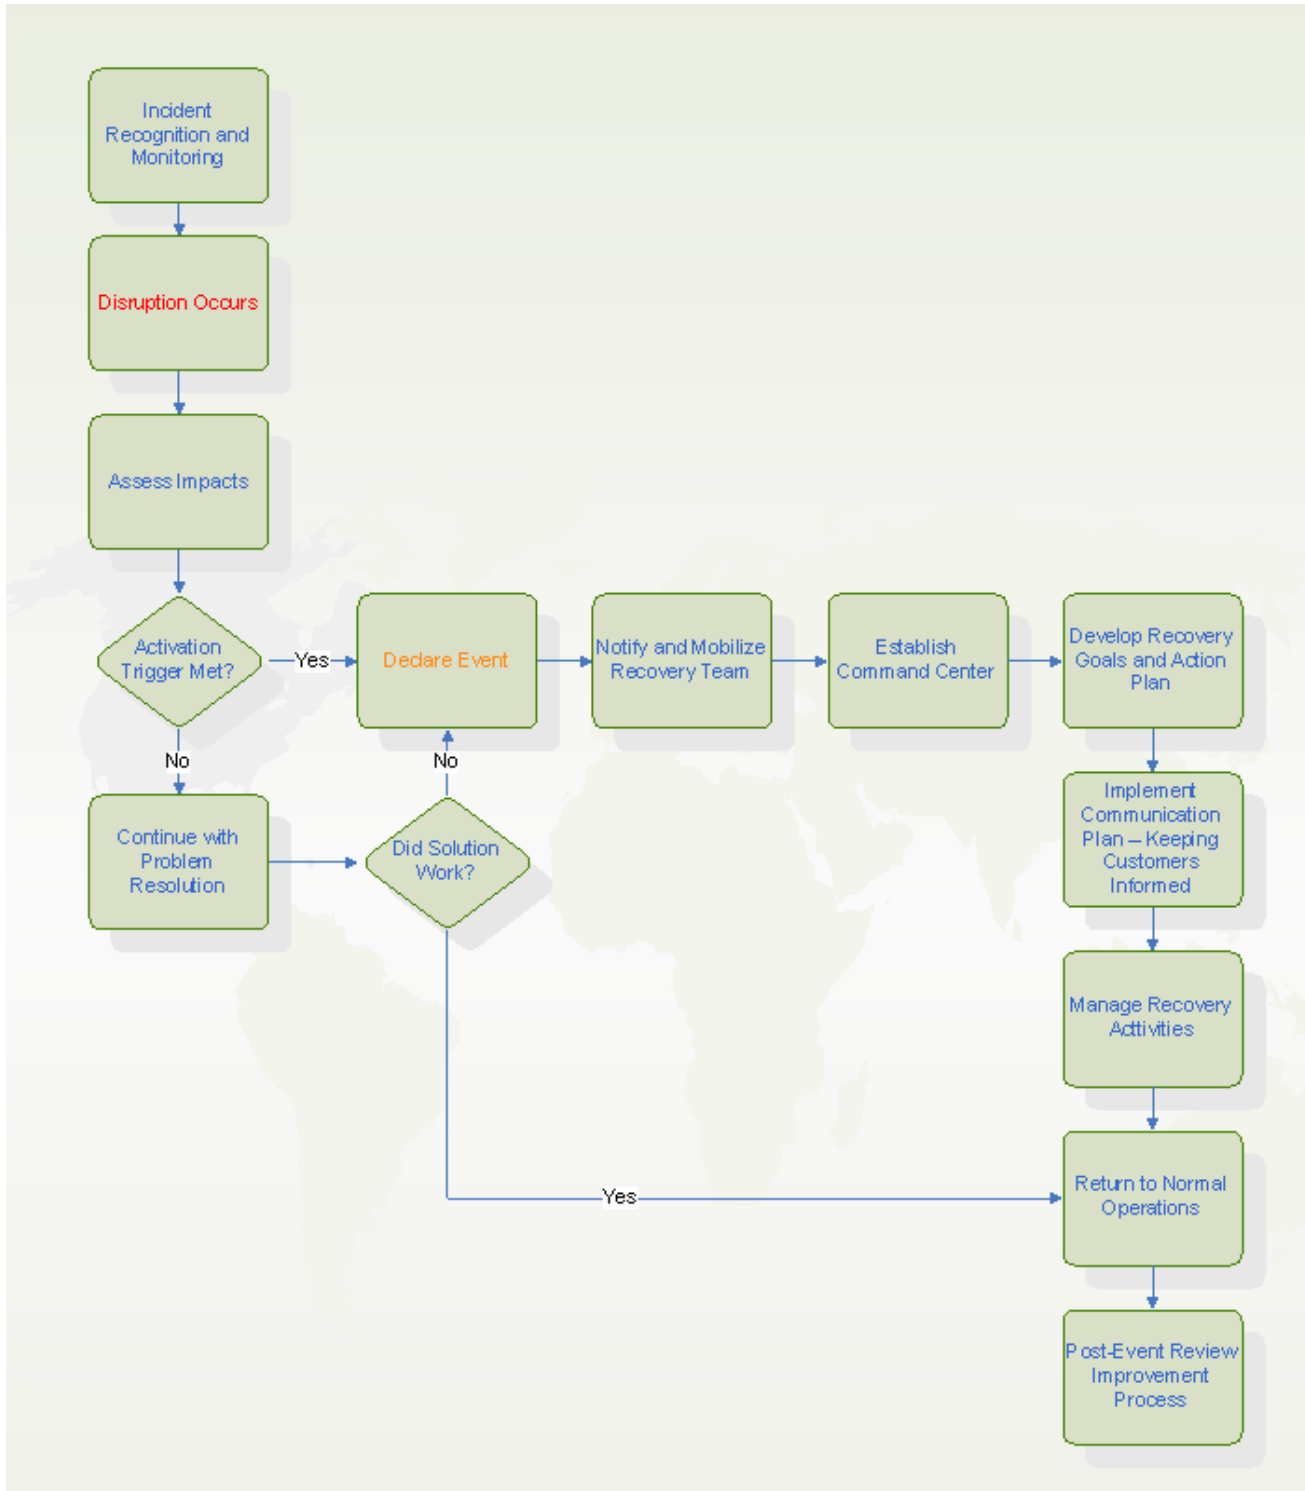 Incident
Recognition and
Monitoring
Disruption Occurs
Assess Impacts
Activation
Trigger Met?
Yes
Declare Event
Notify and Mobilize
Recovery Team
Establish
Command Center
Develop Recovery
Goals and Action
Plan
No
No
Continue with
Problem
Resolution
Did Solution
Work?
Implement
Communication
Plan – Keeping
Customers
Informed
Manage Recovery
Acttivities
Yes
Return to Normal
Operations
Post-Event Review
Improvement
Process